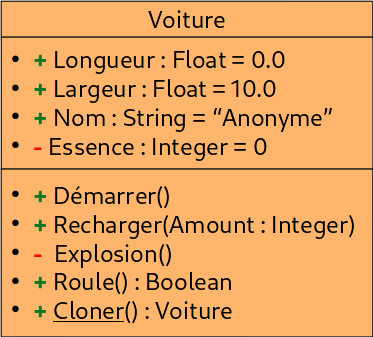 Voiture
• + Longueur : Float = 0.0
• + Largeur : Float = 10.0
• + Nom : String = “Anonyme”
• - Essence : Integer = 0
• + Démarrer()
• + Recharger(Amount : Integer)
• - Explosion()
• + Roule() : Boolean
• + Cloner() : Voiture